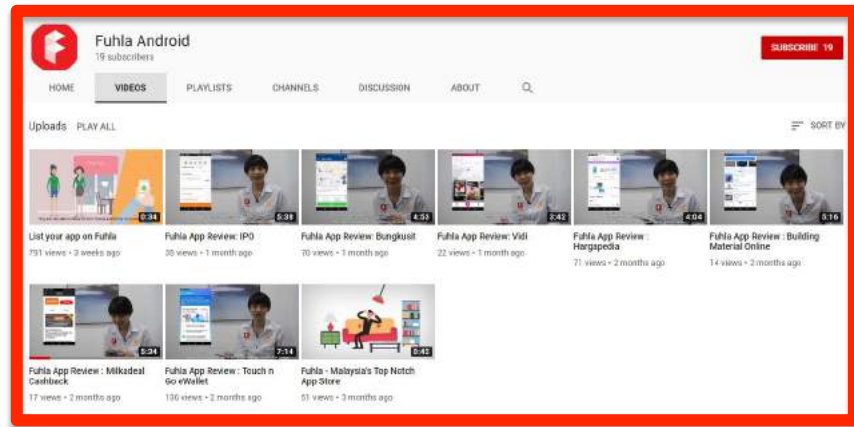 Fuhla Android
19 subscribers
SUBSCRIBE 19
HOME VIDEOS PLAYLISTS CHANNELS DISCUSSION ABOUT
Uploads PLAY ALL
SORT BY
0:34 5:38 4:53 3:42 4:04 5:16
List your app on Fuhla
791 views • 3 weeks ago
Fuhla App Review: IPO
35 views • 1 month ago
Fuhla App Review: Bungkusit
70 views • 1 month ago
Fuhla App Review: Vidi
22 views • 1 month ago
Fuhla App Review :
Hargapedia
71 views • 2 months ago
Fuhla App Review : Building
Material Online
14 views • 2 months ago
5:34 7:14 0:42
Fuhla App Review : Milkadeal
Cashback
17 views • 2 months ago
Fuhla App Review : Touch n
Go eWallet
136 views • 2 months ago
Fuhla - Malaysia's Top Notch
App Store
51 views • 3 months ago